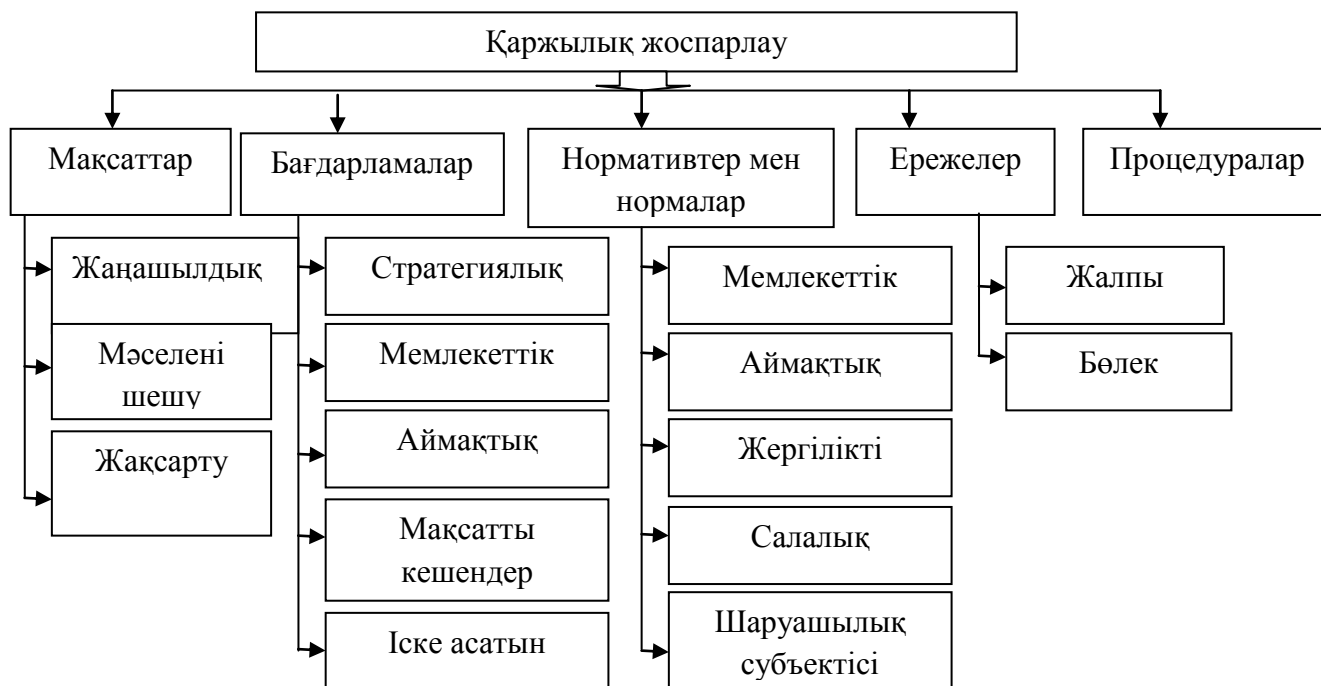 Қаржылық жоспарлау
Мақсаттар
Бағдарламалар
Нормативтер мен
нормалар
Ережелер
Процедуралар
Жаңашылдық
Мәселені
шешу
Жақсарту
Стратегиялық
Мемлекеттік
Аймақтық
Мақсатты
кешендер
Іске асатын
Мемлекеттік
Аймақтық
Жергілікті
Салалық
Шаруашылық
субъектісі
Жалпы
Бөлек